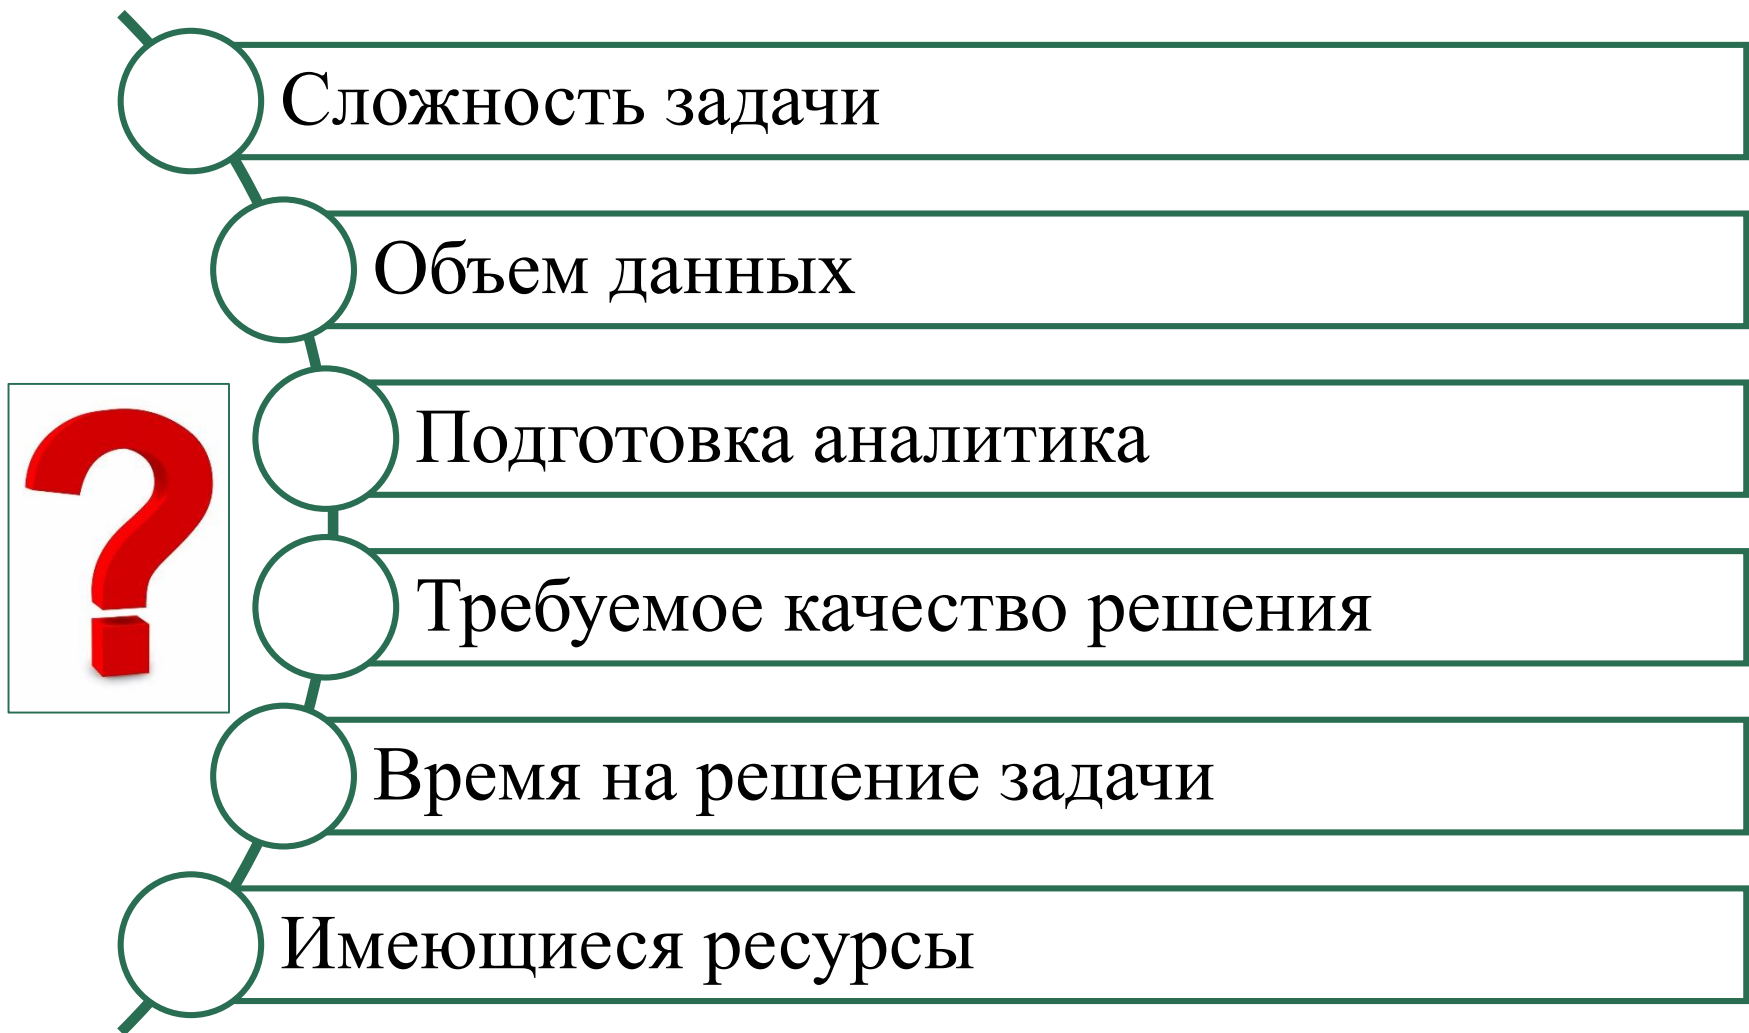 Сложность задачи
Объем данных
Подготовка аналитика
Требуемое качество решения
Время на решение задачи
Имеющиеся ресурсы
?